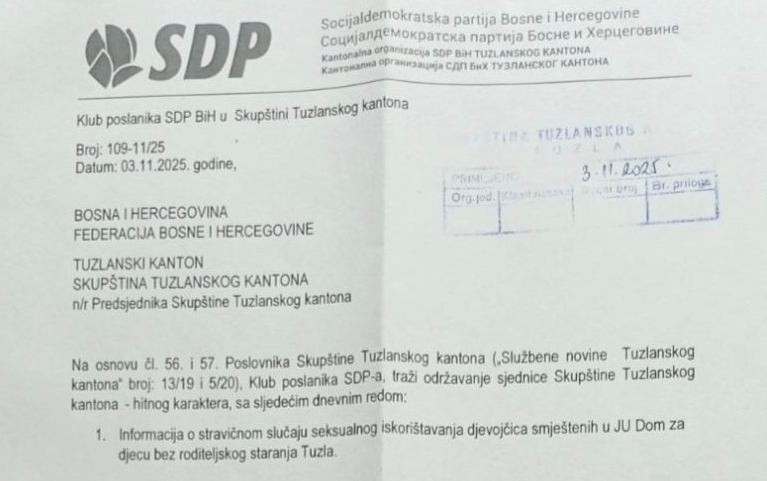 SDP
Socijaldemokratska partija Bosne i Hercegovine
Социјалдемократска партија Босне и Херцеговине
Kantonalna organizacija SDP BiH TUZLANSKOG KANTONA
Кантонална организација СДП БиХ ТУЗЛАНСКОГ КАНТОНА
Klub poslanika SDP BiH u Skupštini Tuzlanskog kantona
Broj: 109-11/25
Datum: 03.11.2025. godine,
TUZLANSKOG
PRIMLJENO
3.11.2025.
Org. jed.
broj
Br. priloga
BOSNA I HERCEGOVINA
FEDERACIJA BOSNE I HERCEGOVINE
TUZLANSKI KANTON
SKUPŠTINA TUZLANSKOG KANTONA
n/r Predsjednika Skupštine Tuzlanskog kantona
Na osnovu čl. 56. i 57. Poslovnika Skupštine Tuzlanskog kantona („Službene novine Tuzlanskog
kantona“ broj: 13/19 i 5/20), Klub poslanika SDP-a, traži održavanje sjednice Skupštine Tuzlanskog
kantona - hitnog karaktera, sa sljedećim dnevnim redom:
1. Informacija o stravičnom slučaju seksualnog iskorištavanja djevojčica smještenih u JU Dom za
djecu bez roditeljskog staranja Tuzla.